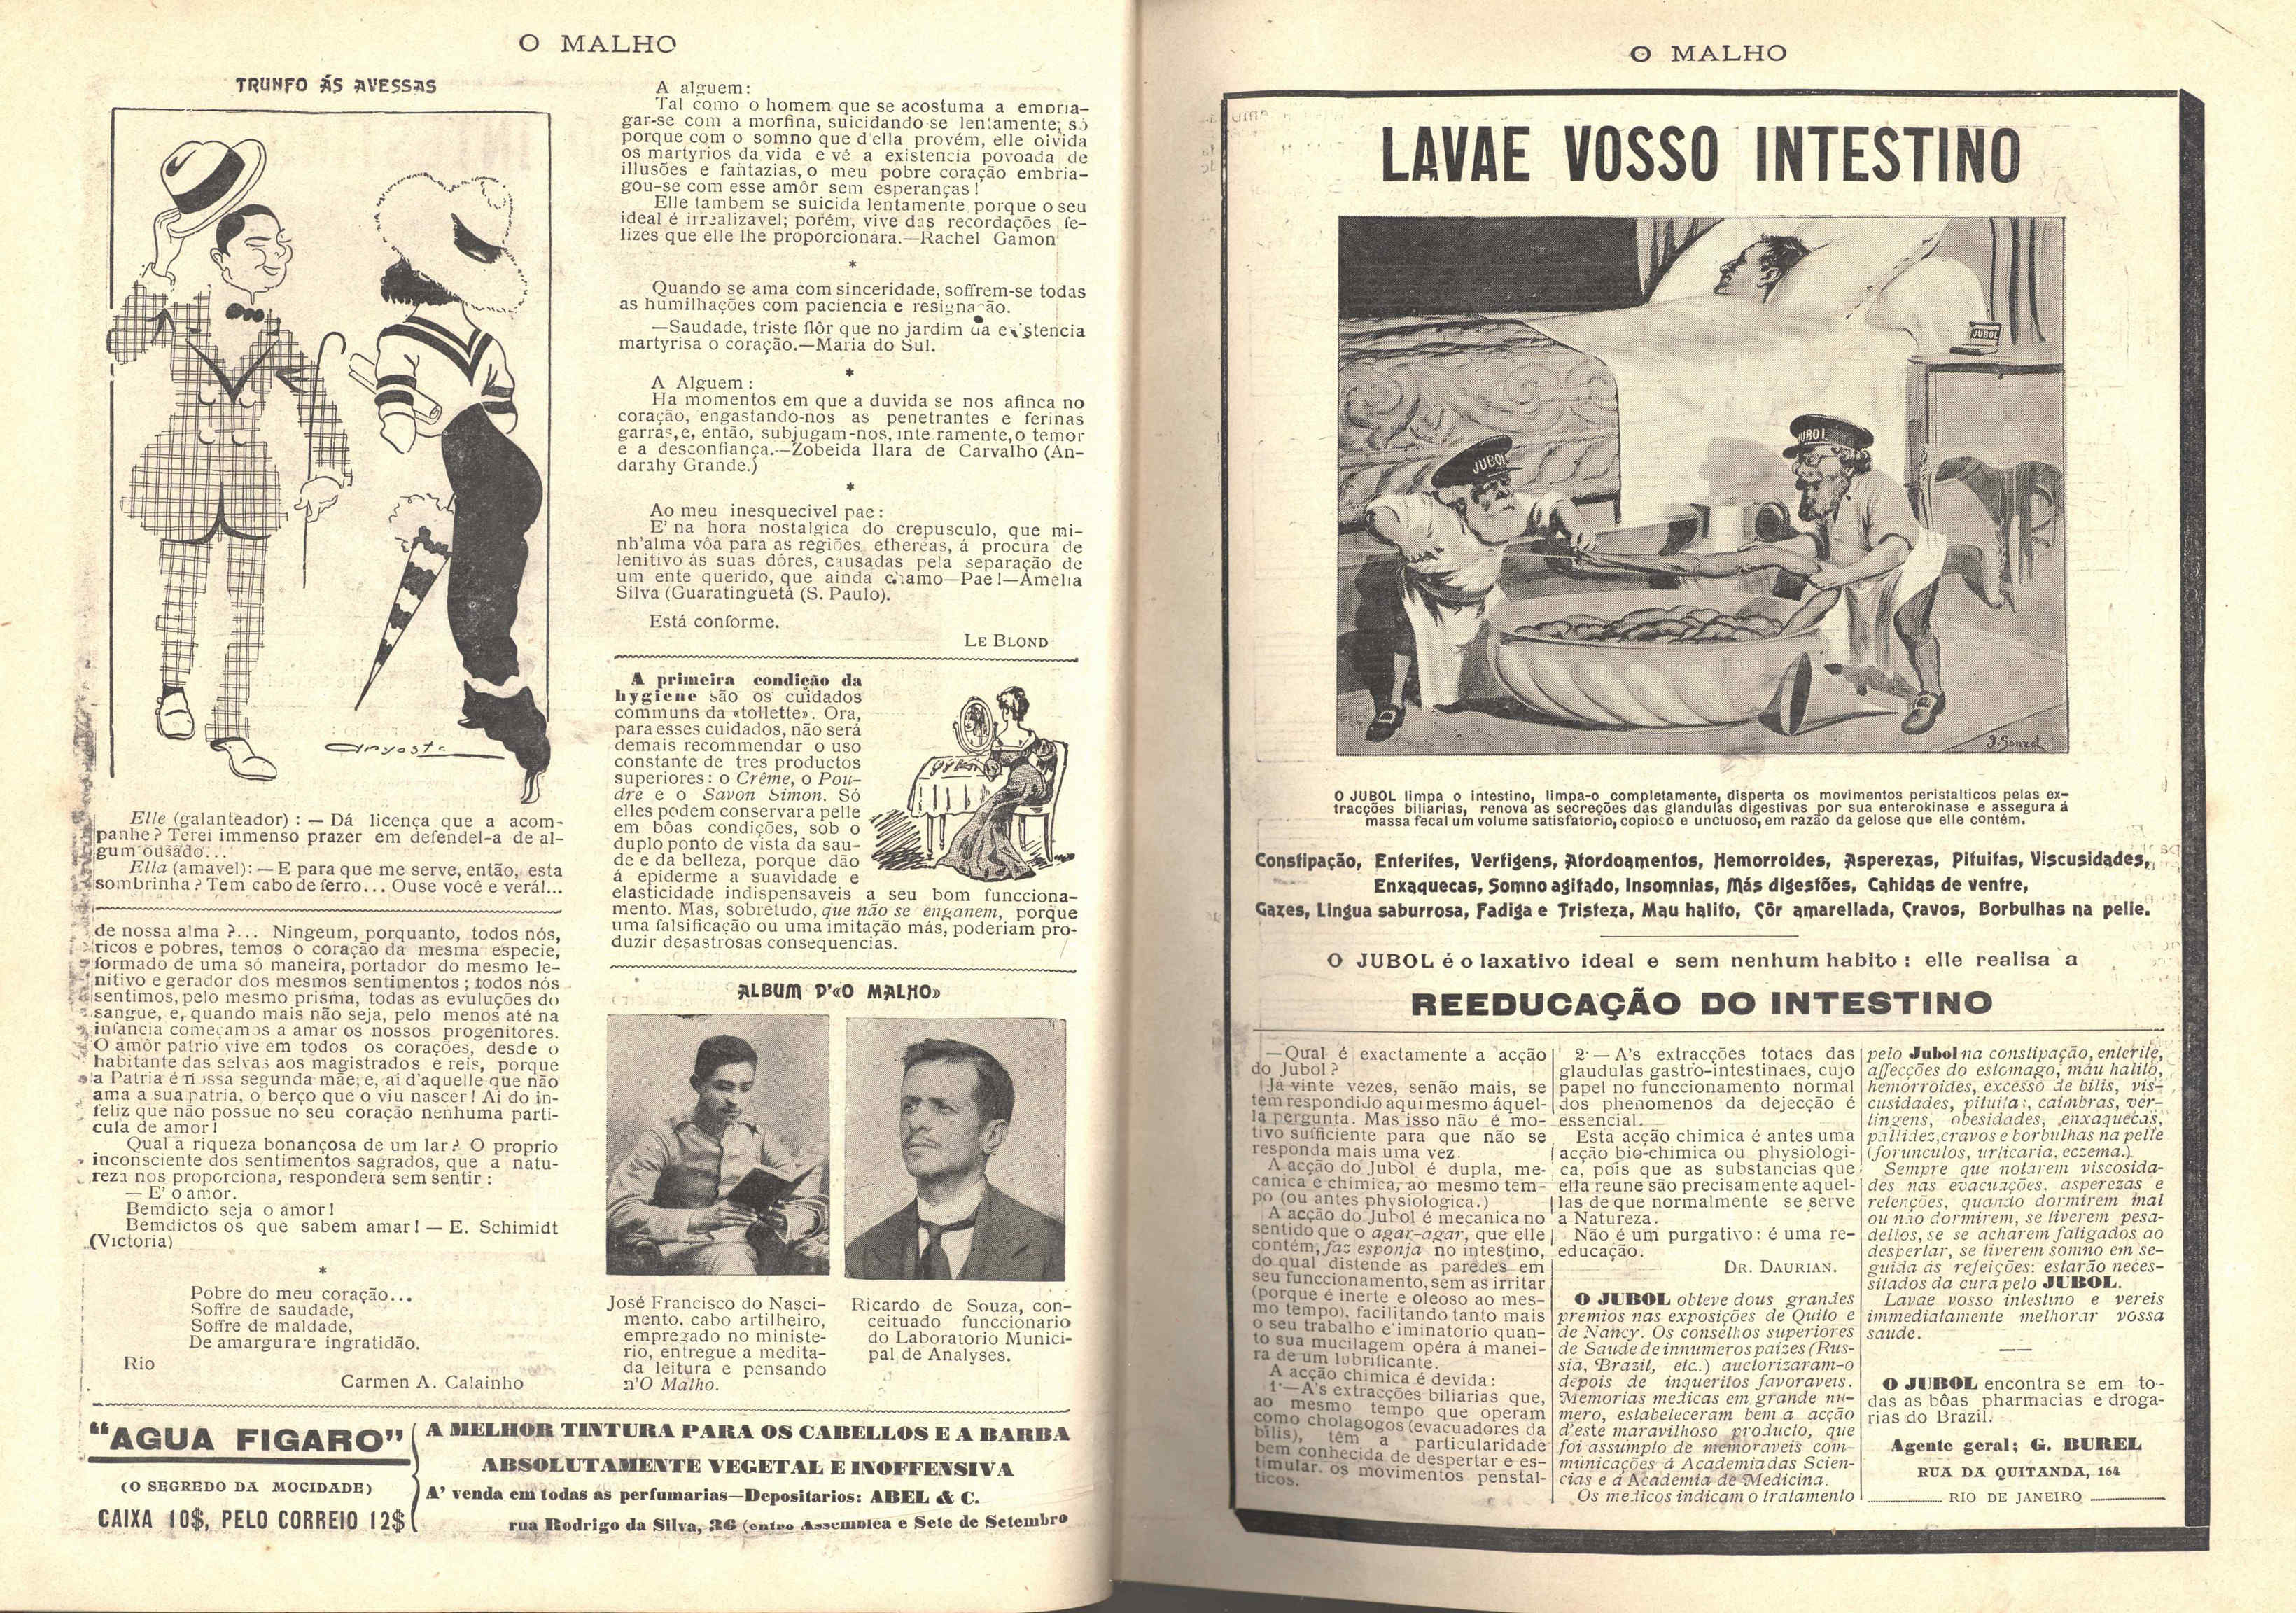 O MALHO
TRUNFO ÁS AVESSAS
Anyosta
Elle (galanteador) : — Dá licença que a acom-
panhe? Terei immenso prazer em defendel-a de al-
gum ousado...
Ella (amavel): — E para que me serve, então, esta
sombrinha? Tem cabo de ferro... Ouse você e verá!...
de nossa alma ?... Ningeum, porquanto, todos nós,
ricos e pobres, temos o coração da mesma especie,
formado de uma só maneira, portador do mesmo le-
nitivo e gerador dos mesmos sentimentos ; todos nós
sentimos, pelo mesmo prisma, todas as evuluções do
sangue, e, quando mais não seja, pelo menos até na
infancia começamos a amar os nossos progenitores.
O amôr patrio vive em todos os corações, desde o
habitante das selvas aos magistrados e reis, porque
a Patria é nossa segunda mãe; e, ai d'aquelle que não
ama a sua patria, o berço que o viu nascer! Ai do in-
feliz que não possue no seu coração nenhuma parti-
cula de amor!
Qual a riqueza bonançosa de um lar? O proprio
inconsciente dos sentimentos sagrados, que a natu-
reza nos proporciona, responderá sem sentir :
— E' o amor.
Bemdicto seja o amor!
Bemdictos os que sabem amar! — E. Schimidt
(Victoria)
*
Pobre do meu coração...
Soffre de saudade,
Soffre de maldade,
De amargura e ingratidão.
Rio
Carmen A. Calainho
A alguem:
Tal como o homem que se acostuma a embria-
gar-se com a morfina, suicidando-se lentamente; só
porque com o somno que d'ella provém, elle olvida
os martyrios da vida e vê a existencia povoada de
illusões e fantazias, o meu pobre coração embria-
gou-se com esse amôr sem esperanças !
Elle tambem se suicida lentamente porque o seu
ideal é irrealizavel; porém, vive das recordações fe-
lizes que elle lhe proporcionara.—Rachel Gamon
*
Quando se ama com sinceridade, soffrem-se todas
as humilhações com paciencia e resignação.
—Saudade, triste flôr que no jardim da existencia
martyrisa o coração.—Maria do Sul.
*
A Alguem :
Ha momentos em que a duvida se nos afinca no
coração, engastando-nos as penetrantes e ferinas
garras, e, então, subjugam-nos, inteiramente, o temor
e a desconfiança.—Zobeida Ilara de Carvalho (An-
darahy Grande.)
*
Ao meu inesquecivel pae :
E' na hora nostalgica do crepusculo, que mi-
nh'alma vôa para as regiões ethereas, á procura de
lenitivo ás suas dôres, causadas pela separação de
um ente querido, que ainda chamo—Pae!—Amelia
Silva (Guaratinguetá (S. Paulo).
Está conforme.
LE BLOND
A primeira condição da
hygiene são os cuidados
communs da «toilette». Ora,
para esses cuidados, não será
demais recommendar o uso
constante de tres productos
superiores : o Crême, o Pou-
dre e o Savon Simon. Só
elles podem conservar a pelle
em bôas condições, sob o
duplo ponto de vista da sau-
de e da belleza, porque dão
á epiderme a suavidade e
elasticidade indispensaveis a seu bom funcciona-
mento. Mas, sobretudo, que não se enganem, porque
uma falsificação ou uma imitação más, poderiam pro-
duzir desastrosas consequencias.
ALBUM D'«O MALHO»
José Francisco do Nasci-
mento, cabo artilheiro,
empregado no ministe-
rio, entregue a medita-
da leitura e pensando
n'O Malho.
Ricardo de Souza, con-
ceituado funccionario
do Laboratorio Munici-
pal de Analyses.
"AGUA FIGARO"
(O SEGREDO DA MOCIDADE)
CAIXA 10$, PELO CORREIO 12$
A MELHOR TINTURA PARA OS CABELLOS E A BARBA
ABSOLUTAMENTE VEGETAL E INOFFENSIVA
A' venda em todas as perfumarias—Depositarios: ABEL & C.
rua Rodrigo da Silva, 36 (entre Assemblea e Sete de Setembro
O MALHO
LAVAE VOSSO INTESTINO
JUBOL
JUBOL
JUBOL
O JUBOL limpa o intestino, limpa-o completamente, disperta os movimentos peristalticos pelas ex-
tracções biliarias, renova as secreções das glandulas digestivas por sua enterokinase e assegura á
massa fecal um volume satisfatorio, copioso e unctuoso, em razão da gelose que elle contém.
Constipação, Enterites, Vertigens, Atordoamentos, Hemorroides, Asperezas, Pituitas, Viscusidades,
Enxaquecas, Somno agitado, Insomnias, Más digestões, Cahidas de ventre,
Gazes, Lingua saburrosa, Fadiga e Tristeza, Mau halito, Côr amarellada, Cravos, Borbulhas na pelle.
O JUBOL é o laxativo ideal e sem nenhum habito : elle realisa a
REEDUCAÇÃO DO INTESTINO
—Qual é exactamente a acção
do Jubol ?
Já vinte vezes, senão mais, se
tem respondido aqui mesmo áquel-
la pergunta. Mas isso não é mo-
tivo sufficiente para que não se
responda mais uma vez.
A acção do Jubol é dupla, me-
canica e chimica, ao mesmo tem-
po (ou antes physiologica.)
A acção do Jubol é mecanica no
sentido que o agar-agar, que elle
contém, faz esponja no intestino,
do qual distende as paredes em
seu funccionamento, sem as irritar
(porque é inerte e oleoso ao mes-
mo tempo), facilitando tanto mais
o seu trabalho eliminatorio quan-
to sua mucilagem opéra á manei-
ra de um lubrificante.
A acção chimica é devida:
1·—A's extracções biliarias que,
ao mesmo tempo que operam
como cholagogos (evacuadores da
bilis), têm a particularidade
bem conhecida de despertar e es-
timular os movimentos penstal-
ticos.
2·—A's extracções totaes das
glaudulas gastro-intestinaes, cujo
papel no funccionamento normal
dos phenomenos da dejecção é
essencial.
Esta acção chimica é antes uma
acção bio-chimica ou physiologi-
ca, pois que as substancias que
ella reune são precisamente aquel-
las de que normalmente se serve
a Natureza.
Não é um purgativo : é uma re-
educação.
DR. DAURIAN.
O JUBOL obteve dous grandes
premios nas exposições de Quito e
de Nancy. Os conselhos superiores
de Saude de innumeros paizes (Rus-
sia, Brazil, etc.) auctorizaram-o
depois de inqueritos favoraveis.
Memorias medicas em grande nu-
mero, estabeleceram bem a acção
d'este maravilhoso producto, que
foi assumpto de memoraveis com-
municações á Academia das Scien-
cias e á Academia de Medicina.
Os medicos indicam o tratamento
pelo Jubol na constipação, enterite,
affecções do estomago, mau halito,
hemorroides, excesso de bilis, vis-
cusidades, pituita:, caimbras, ver-
tingens, obesidades, enxaquecas,
pallidez, cravos e borbulhas na pelle
(forunculos, urticaria, eczema.)
Sempre que notarem viscosida-
des nas evacuações, asperezas e
retenções, quando dormirem mal
ou não dormirem, se tiverem pesa-
dellos, se se acharem fatigados ao
despertar, se tiverem somno em se-
guida ás refeições: estarão neces-
sitados da cura pelo JUBOL.
Lavae vosso intestino e vereis
immediatamente melhorar vossa
saude.
O JUBOL encontra se em to-
das as bôas pharmacias e droga-
rias do Brazil.
Agente geral; G. BUREL
RUA DA QUITANDA, 164
RIO DE JANEIRO